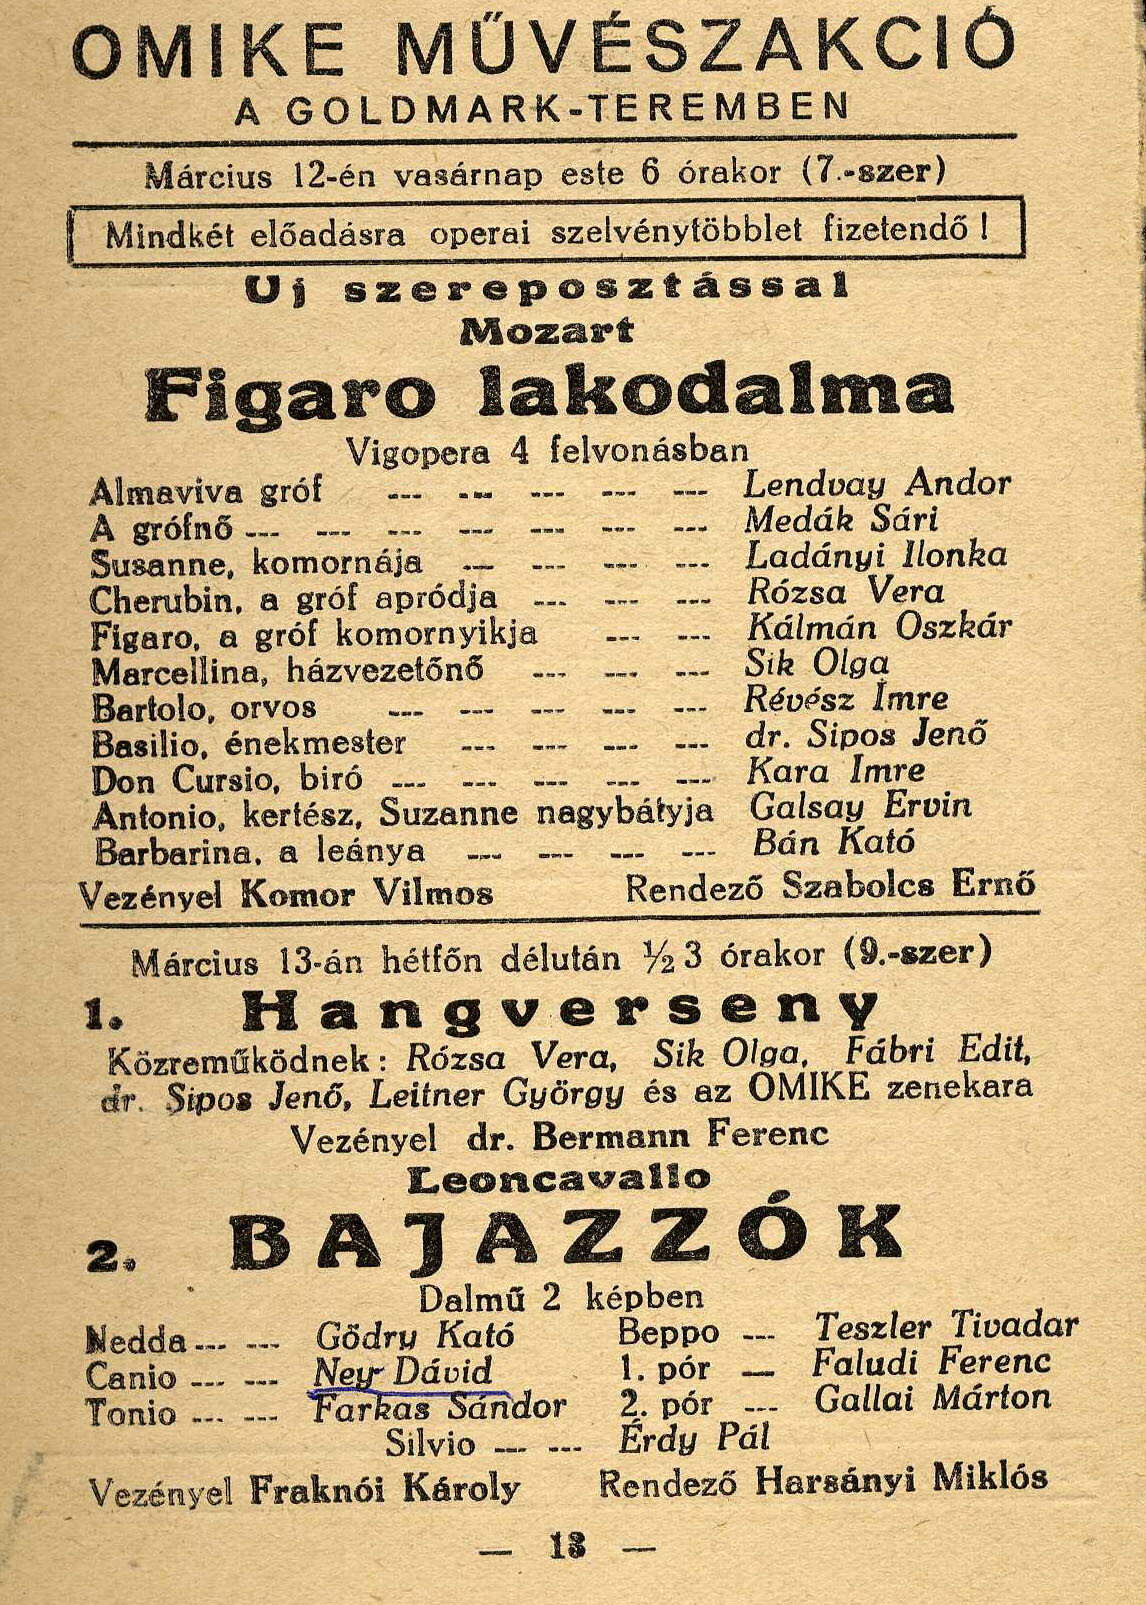 OMIKE MŰVÉSZAKCIÓ
A GOLDMARK-TEREMBEN
Március 12-én vasárnap este 6 órakor (7.-szer)
Mindkét előadásra operai szelvénytöbblet fizetendő !
Uj szereposztással
Mozart
Figaro lakodalma
Vigopera 4 felvonásban
Almaviva gróf --- --- --- --- --- Lendvay Andor
A grófnő --- --- --- --- --- --- --- Medák Sári
Susanne, komornája --- --- --- --- Ladányi Ilonka
Cherubin, a gróf apródja --- --- --- Rózsa Vera
Figaro, a gróf komornyikja --- --- Kálmán Oszkár
Marcellina, házvezetőnő --- --- --- Sik Olga
Bartolo, orvos --- --- --- --- --- Révész Imre
Basilio, énekmester --- --- --- --- dr. Sipos Jenő
Don Cursio, biró --- --- --- --- --- Kara Imre
Antonio, kertész, Suzanne nagybátyja Galsay Ervin
Barbarina, a leánya --- --- --- --- Bán Kató
Vezényel Komor Vilmos Rendező Szabolcs Ernő
Március 13-án hétfőn délután ½ 3 órakor (9.-szer)
1. Hangverseny
Közreműködnek : Rózsa Vera, Sik Olga, Fábri Edit,
dr. Sipos Jenő, Leitner György és az OMIKE zenekara
Vezényel dr. Bermann Ferenc
Leoncavallo
2. BAJAZZÓK
Dalmű 2 képben
Nedda --- --- Gődry Kató Beppo --- Teszler Tivadar
Canio --- --- Ney Dávid 1. pór — Faludi Ferenc
Tonio --- --- Farkas Sándor 2. pór --- Gallai Márton
Silvio --- --- Érdy Pál
Vezényel Fraknói Károly Rendező Harsányi Miklós
— 13 —